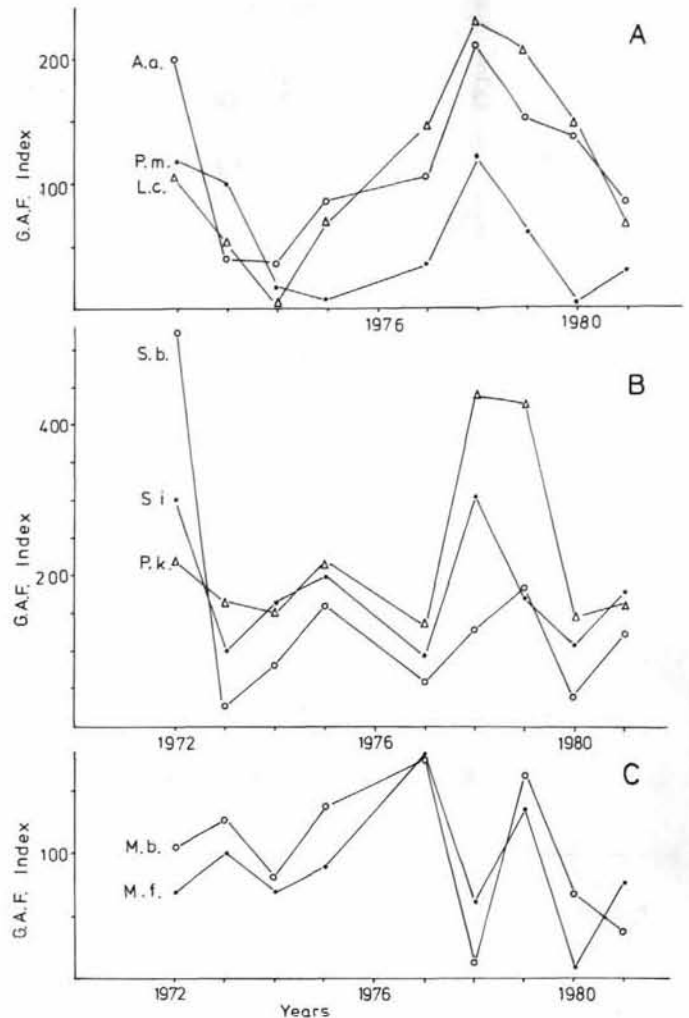 A
200
A.a.
P.m.
L.c.
100
G.A.F. Index
1976 1980
B
S.b.
400
S i
P.k.
200
G.A.F. Index
1972 1976 1980
C
M.b.
100
M.f.
G.A.F. Index
1972 1976 1980
Years